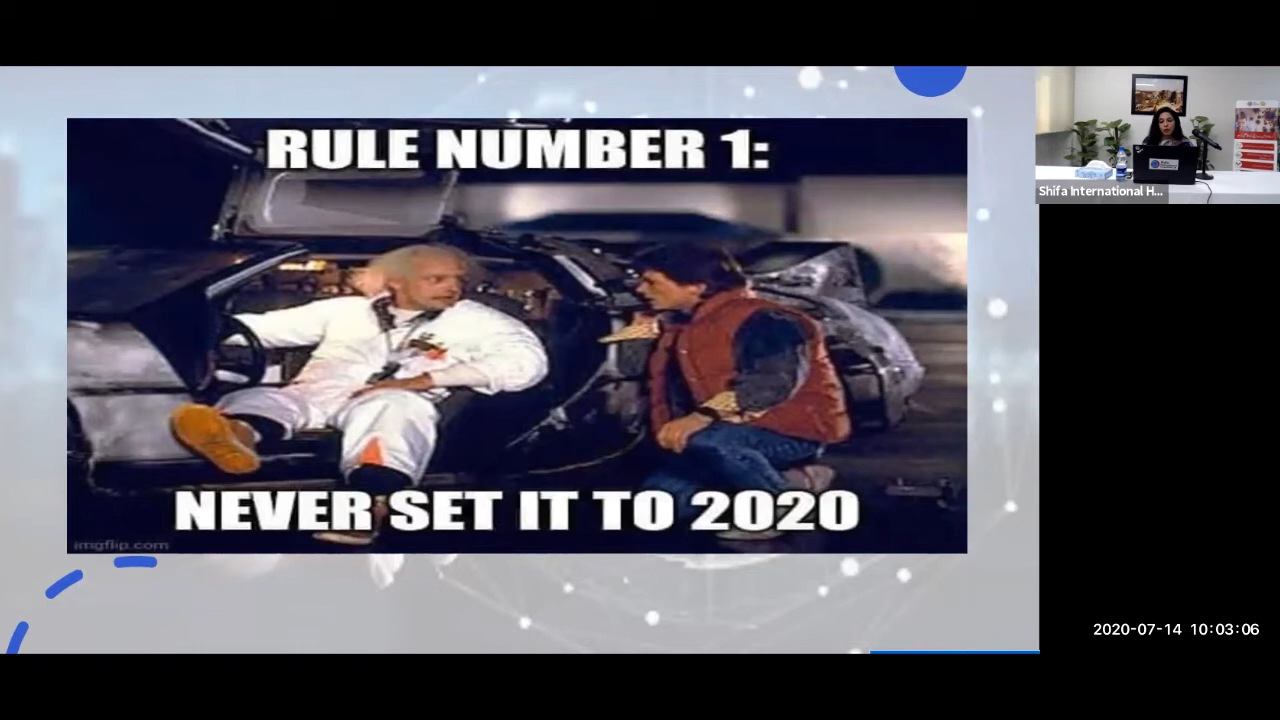 RULE NUMBER 1:
NEVER SET IT TO 2020
imgflip.com
Shifa International H...
2020-07-14 10:03:06